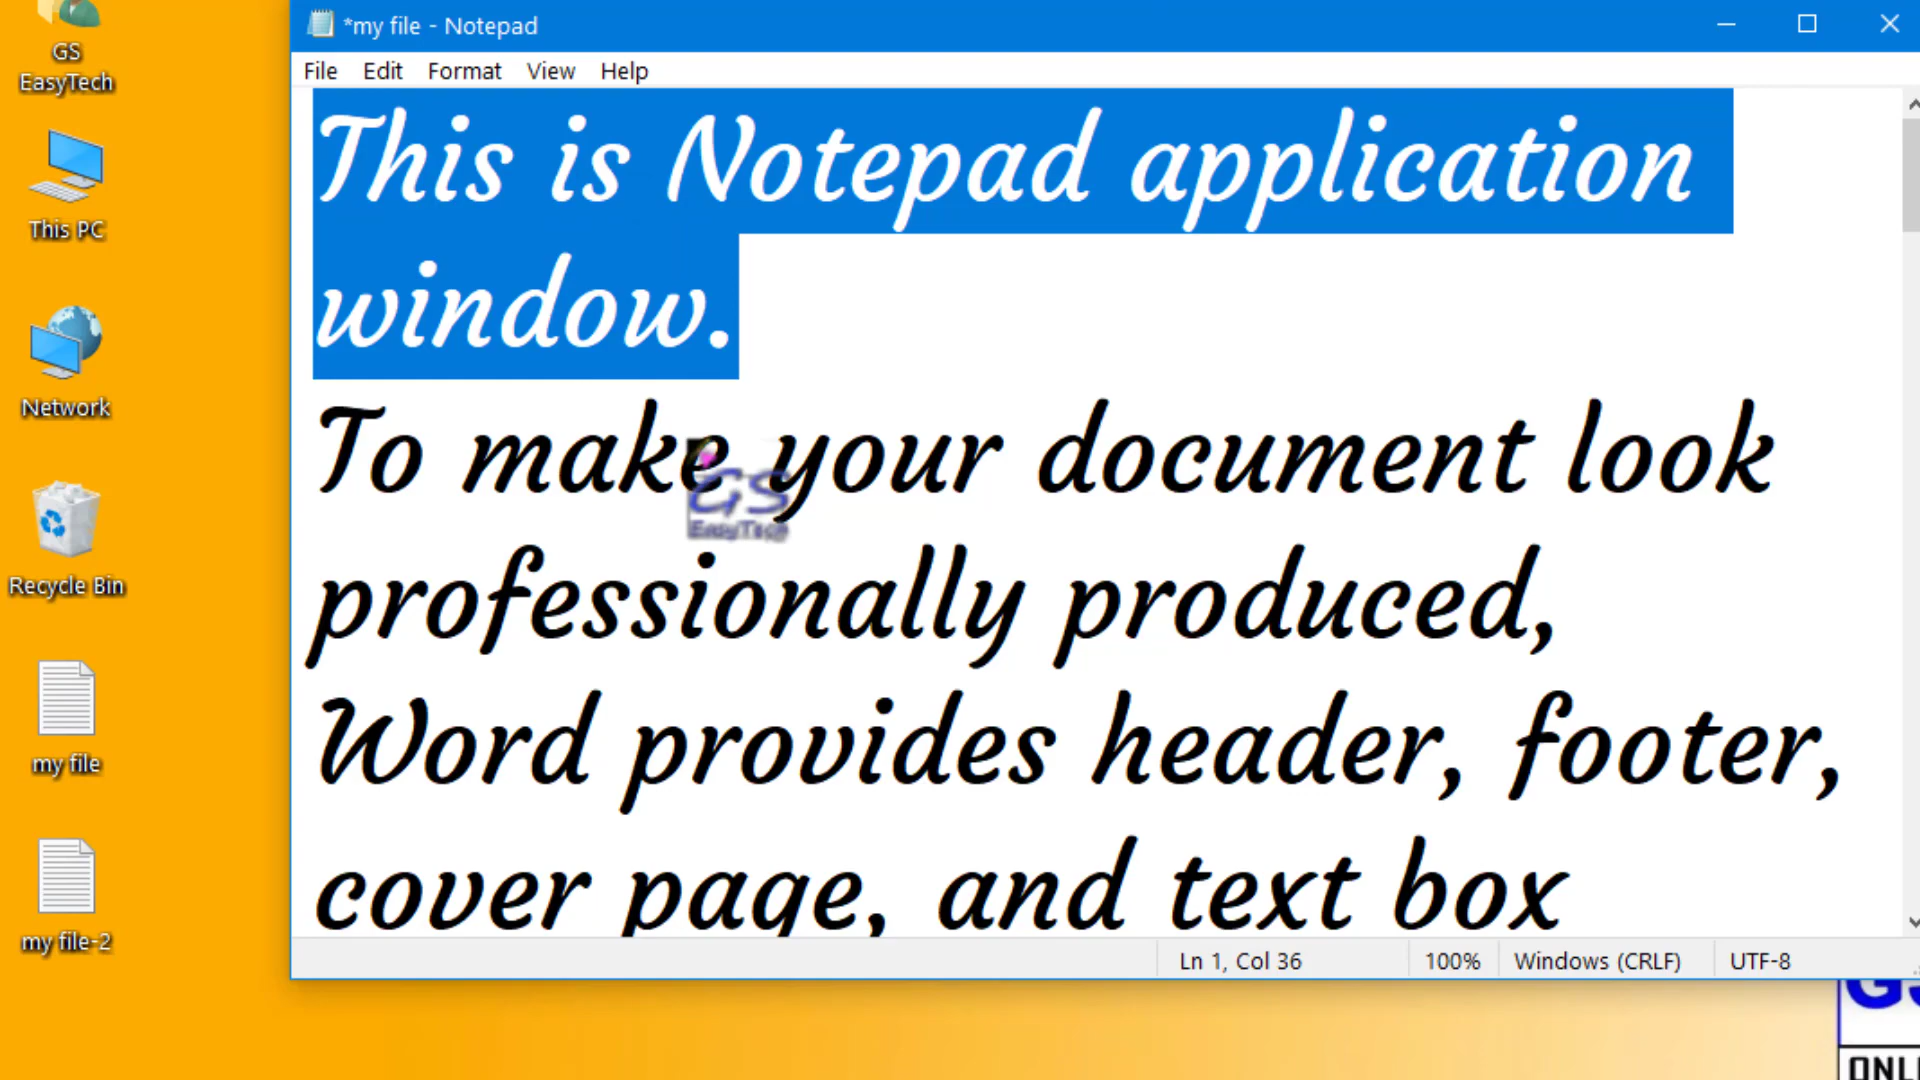 GS
EasyTech
This PC
Network
Recycle Bin
my file
my file-2
*my file - Notepad
File Edit Format View Help
This is Notepad application
window.
To make your document look
professionally produced,
Word provides header, footer,
cover page, and text box
GS
EasyTech
Ln 1, Col 36 100% Windows (CRLF) UTF-8